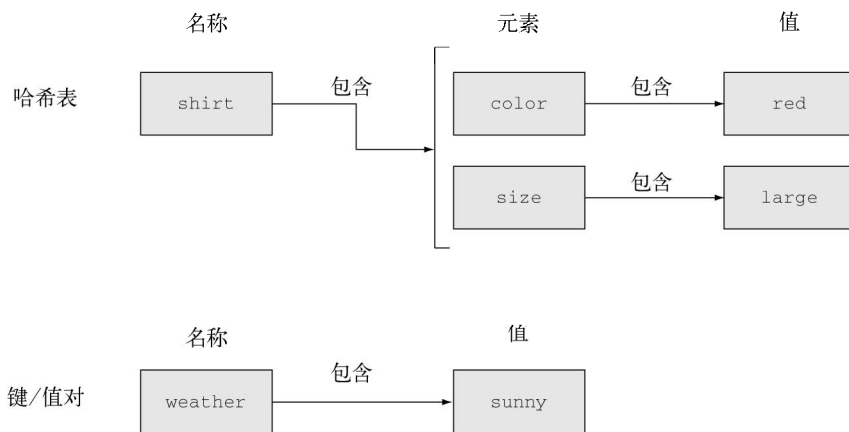 名称 元素 值
哈希表 shirt 包含 color 包含 red
size 包含 large
名称 值
键/值对 weather 包含 sunny